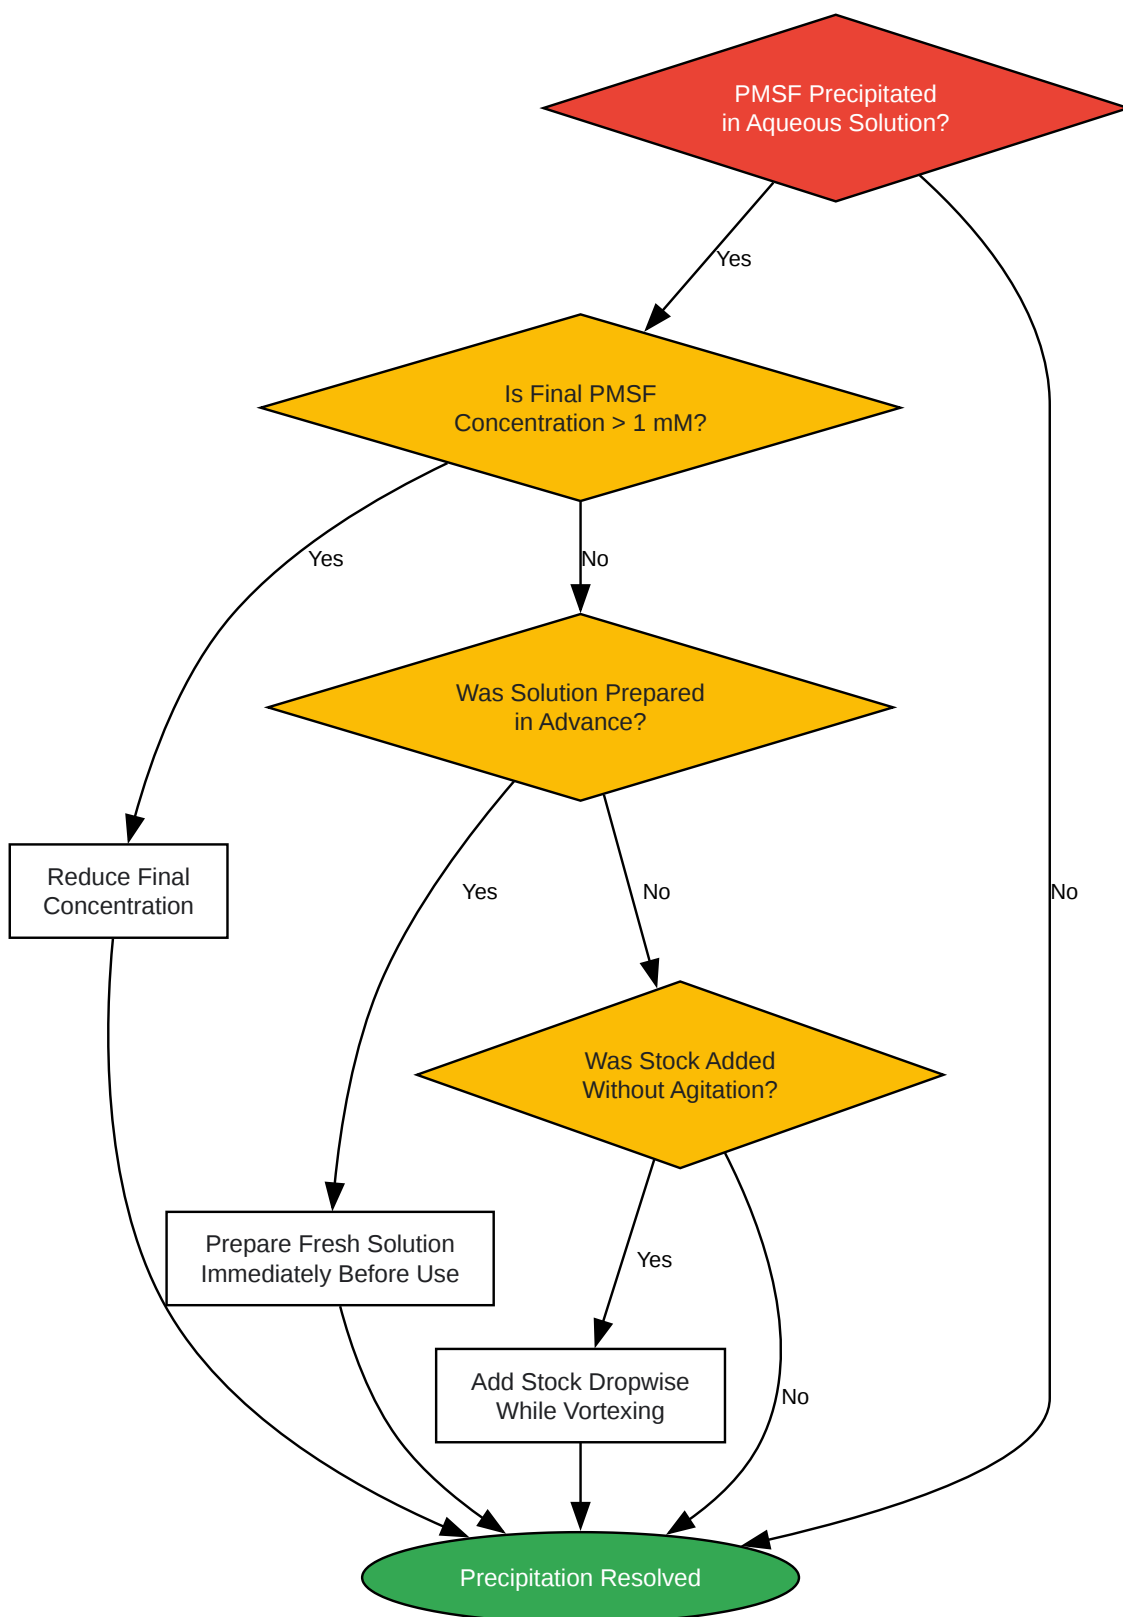 PMSF Precipitated
in Aqueous Solution?
Yes
Is Final PMSF
Concentration > 1 mM?
Yes
No
Was Solution Prepared
in Advance?
Reduce Final
Concentration
Yes
No
No
Was Stock Added
Without Agitation?
Prepare Fresh Solution
Immediately Before Use
Yes
Add Stock Dropwise
While Vortexing
No
Precipitation Resolved